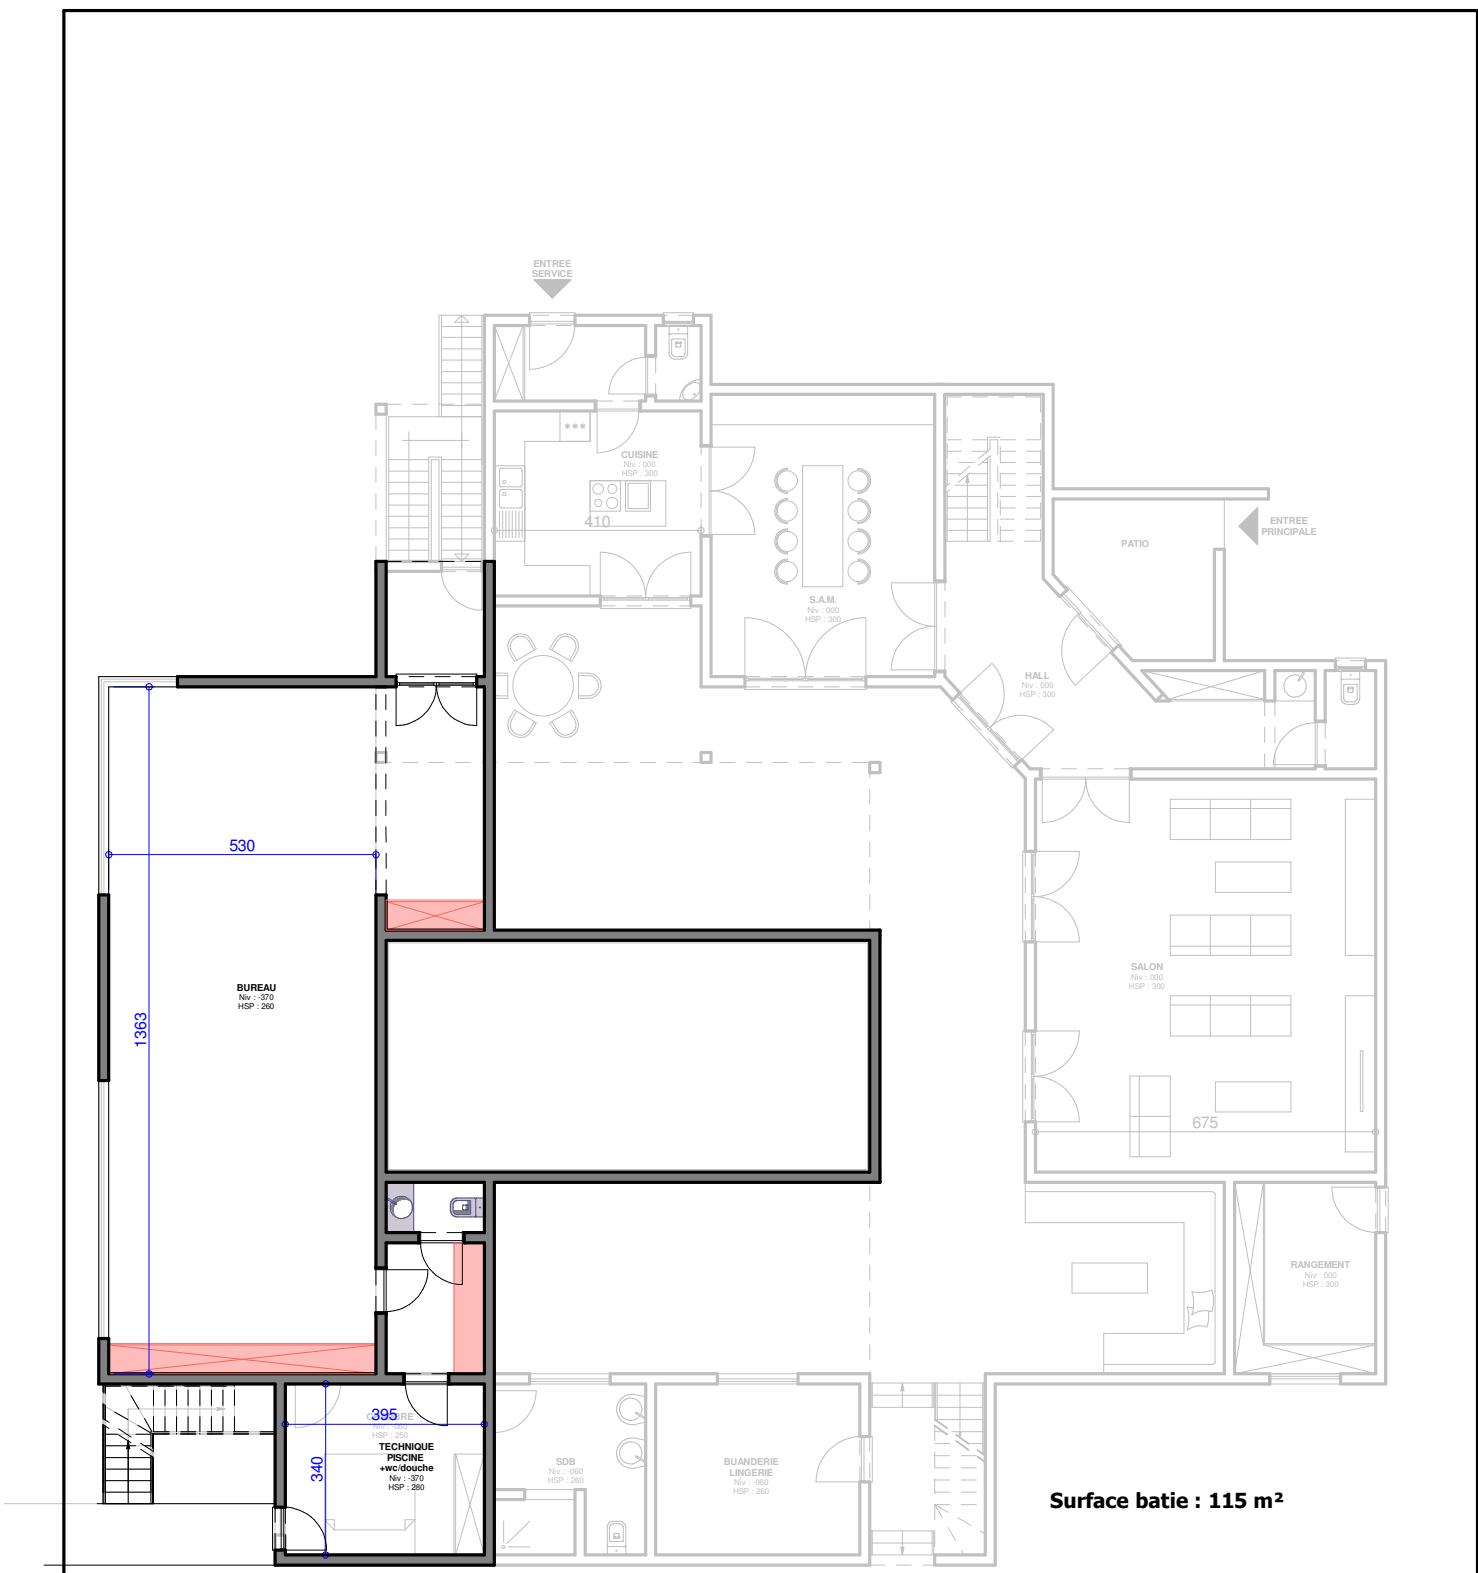 ENTREE
SERVICE
CUISINE
Niv : 000
HSP : 300
410
ENTREE
PRINCIPALE
PATIO
S.A.M.
Niv : 000
HSP : 300
HALL
Niv : 000
HSP : 300
530
SALON
Niv : 000
HSP : 300
BUREAU
Niv : -370
HSP : 260
1363
675
RANGEMENT
Niv : 000
HSP : 300
395
HSP : 250
TECHNIQUE
PISCINE
+wc/douche
Niv : -370
HSP : 280
340
SDB
Niv : -060
HSP : 260
BUANDERIE
LINGERIE
Niv : -060
HSP : 260
Surface batie : 115 m²